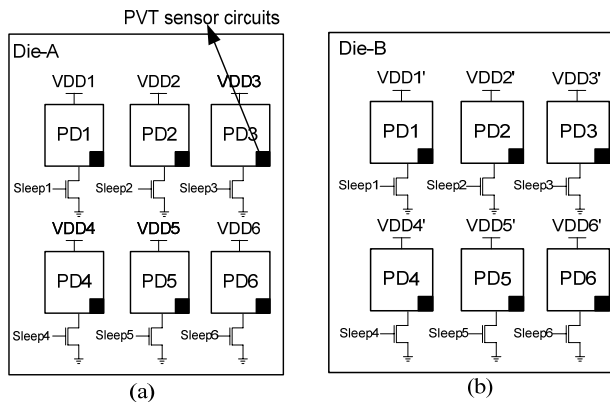 PVT sensor circuits
Die-A
VDD1 VDD2 VDD3
PD1 PD2 PD3
Sleep1 Sleep2 Sleep3
VDD4 VDD5 VDD6
PD4 PD5 PD6
Sleep4 Sleep5 Sleep6
(a)
Die-B
VDD1' VDD2' VDD3'
PD1 PD2 PD3
Sleep1 Sleep2 Sleep3
VDD4' VDD5' VDD6'
PD4 PD5 PD6
Sleep4 Sleep5 Sleep6
(b)